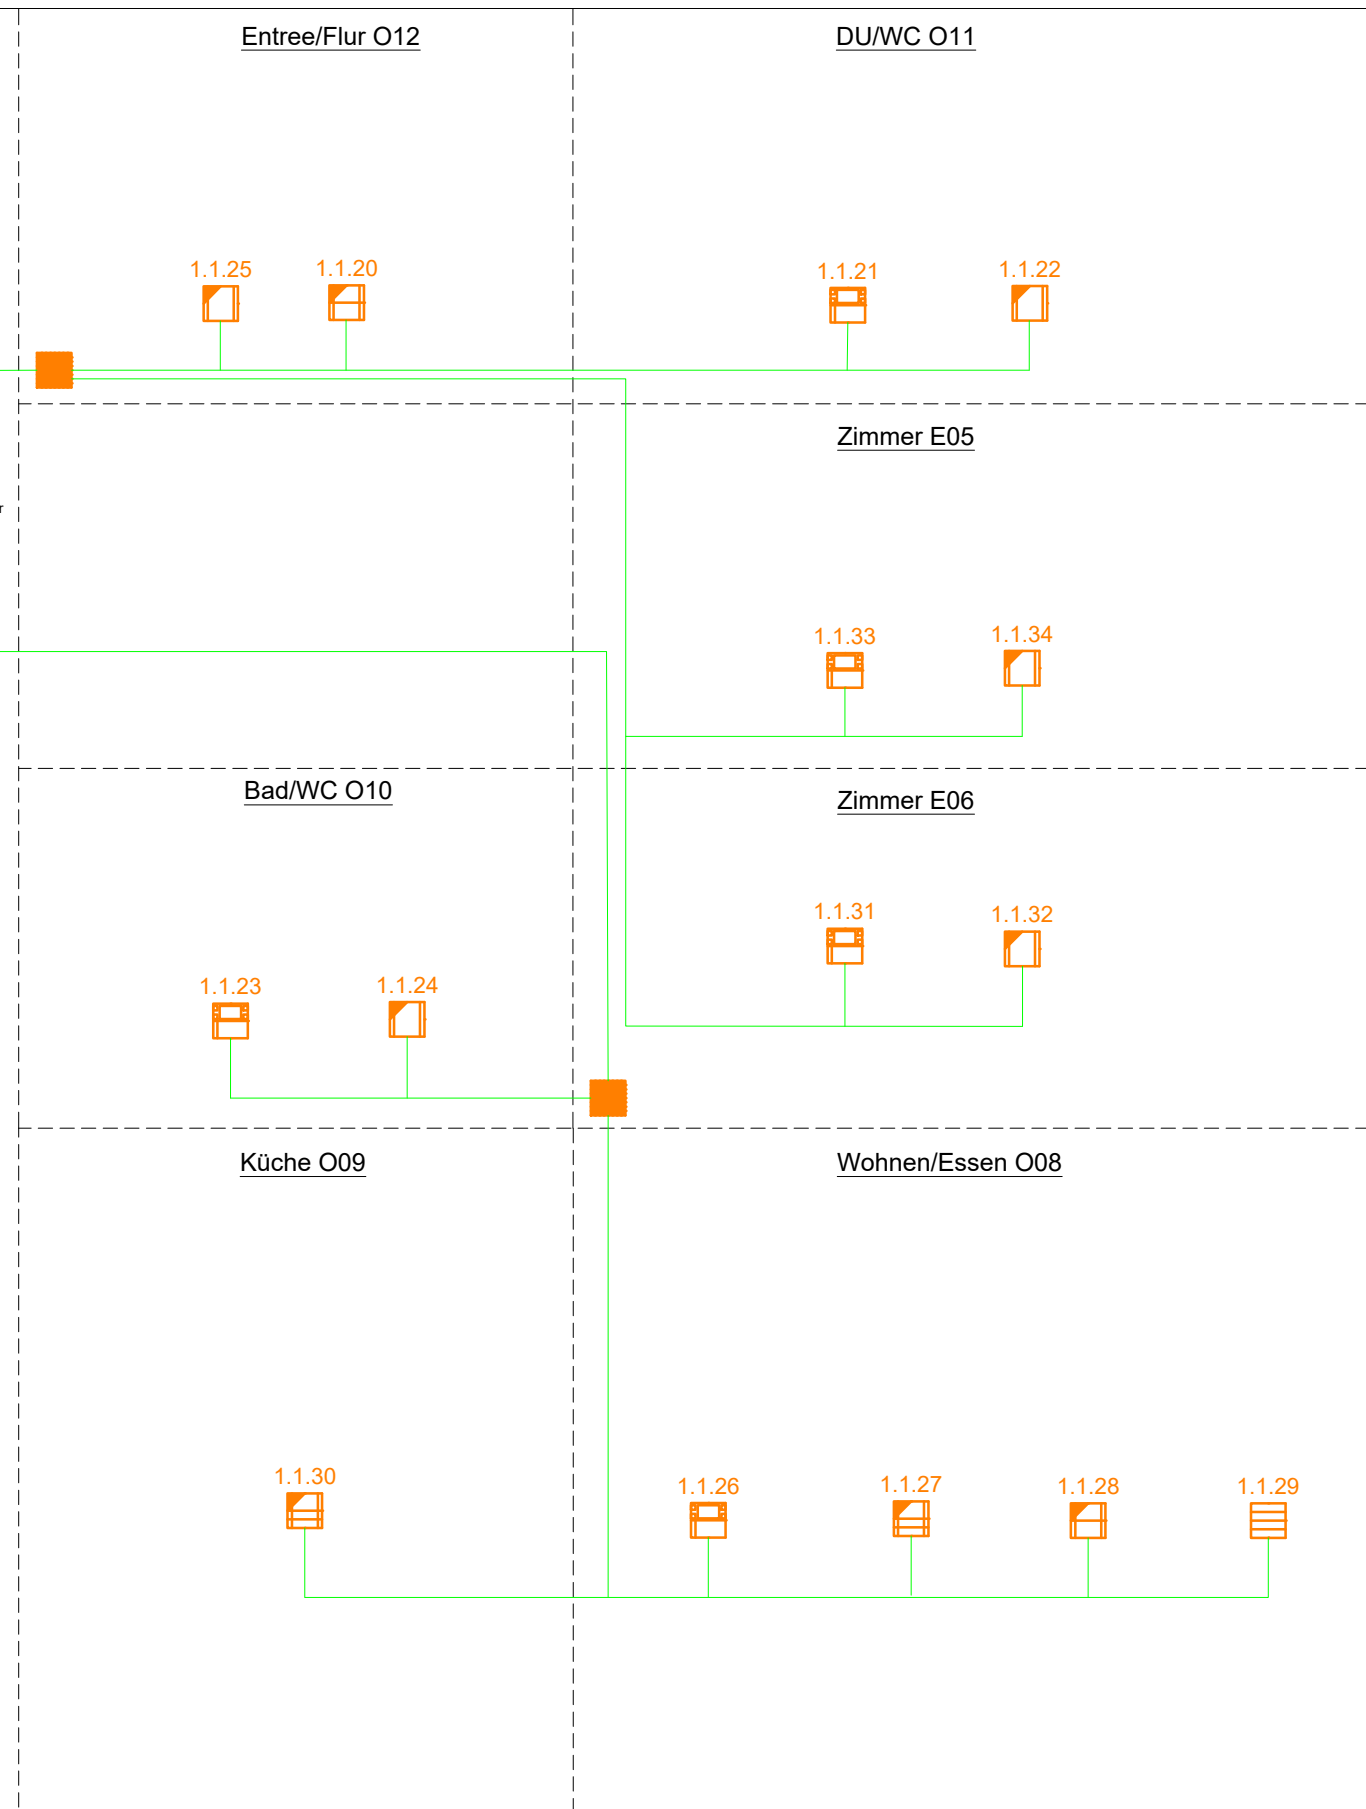 Entree/Flur O12
DU/WC O11
1.1.25
1.1.20
1.1.21
1.1.22
Zimmer E05
r
1.1.33
1.1.34
Bad/WC O10
Zimmer E06
1.1.31
1.1.32
1.1.23
1.1.24
Küche O09
Wohnen/Essen O08
1.1.30
1.1.26
1.1.27
1.1.28
1.1.29